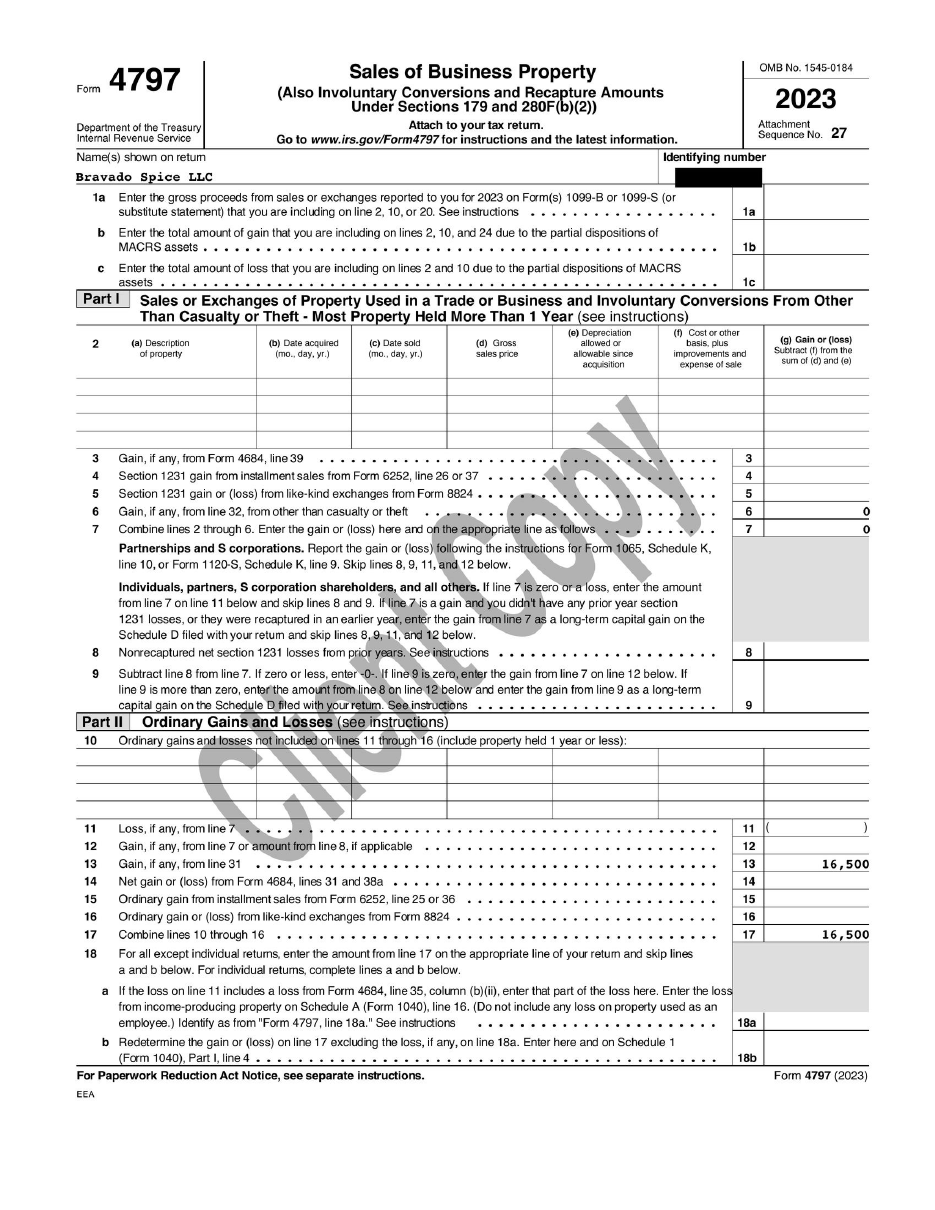 Form 4797
Department of the Treasury
Internal Revenue Service
Sales of Business Property
(Also Involuntary Conversions and Recapture Amounts
Under Sections 179 and 280F(b)(2))
Attach to your tax return.
Go to www.irs.gov/Form4797 for instructions and the latest information.
OMB No. 1545-0184
2023
Attachment
Sequence No. 27
Name(s) shown on return
Identifying number
Bravado Spice LLC
1a Enter the gross proceeds from sales or exchanges reported to you for 2023 on Form(s) 1099-B or 1099-S (or
substitute statement) that you are including on line 2, 10, or 20. See instructions 1a
b Enter the total amount of gain that you are including on lines 2, 10, and 24 due to the partial dispositions of
MACRS assets 1b
c Enter the total amount of loss that you are including on lines 2 and 10 due to the partial dispositions of MACRS
assets 1c
Part I Sales or Exchanges of Property Used in a Trade or Business and Involuntary Conversions From Other
Than Casualty or Theft - Most Property Held More Than 1 Year (see instructions)
2
(a) Description
of property
(b) Date acquired
(mo., day, yr.)
(c) Date sold
(mo., day, yr.)
(d) Gross
sales price
(e) Depreciation
allowed or
allowable since
acquisition
(f) Cost or other
basis, plus
improvements and
expense of sale
(g) Gain or (loss)
Subtract (f) from the
sum of (d) and (e)
3 Gain, if any, from Form 4684, line 39 3
4 Section 1231 gain from installment sales from Form 6252, line 26 or 37 4
5 Section 1231 gain or (loss) from like-kind exchanges from Form 8824 5
6 Gain, if any, from line 32, from other than casualty or theft 6 0
7 Combine lines 2 through 6. Enter the gain or (loss) here and on the appropriate line as follows 7 0
Partnerships and S corporations. Report the gain or (loss) following the instructions for Form 1065, Schedule K,
line 10, or Form 1120-S, Schedule K, line 9. Skip lines 8, 9, 11, and 12 below.
Individuals, partners, S corporation shareholders, and all others. If line 7 is zero or a loss, enter the amount
from line 7 on line 11 below and skip lines 8 and 9. If line 7 is a gain and you didn't have any prior year section
1231 losses, or they were recaptured in an earlier year, enter the gain from line 7 as a long-term capital gain on the
Schedule D filed with your return and skip lines 8, 9, 11, and 12 below.
8 Nonrecaptured net section 1231 losses from prior years. See instructions 8
9 Subtract line 8 from line 7. If zero or less, enter -0-. If line 9 is zero, enter the gain from line 7 on line 12 below. If
line 9 is more than zero, enter the amount from line 8 on line 12 below and enter the gain from line 9 as a long-term
capital gain on the Schedule D filed with your return. See instructions 9
Part II Ordinary Gains and Losses (see instructions)
10 Ordinary gains and losses not included on lines 11 through 16 (include property held 1 year or less):
11 Loss, if any, from line 7 11 ( )
12 Gain, if any, from line 7 or amount from line 8, if applicable 12
13 Gain, if any, from line 31 13 16,500
14 Net gain or (loss) from Form 4684, lines 31 and 38a 14
15 Ordinary gain from installment sales from Form 6252, line 25 or 36 15
16 Ordinary gain or (loss) from like-kind exchanges from Form 8824 16
17 Combine lines 10 through 16 17 16,500
18 For all except individual returns, enter the amount from line 17 on the appropriate line of your return and skip lines
a and b below. For individual returns, complete lines a and b below.
a If the loss on line 11 includes a loss from Form 4684, line 35, column (b)(ii), enter that part of the loss here. Enter the loss
from income-producing property on Schedule A (Form 1040), line 16. (Do not include any loss on property used as an
employee.) Identify as from "Form 4797, line 18a." See instructions 18a
b Redetermine the gain or (loss) on line 17 excluding the loss, if any, on line 18a. Enter here and on Schedule 1
(Form 1040), Part I, line 4 18b
For Paperwork Reduction Act Notice, see separate instructions.
Form 4797 (2023)
EEA
Client Copy